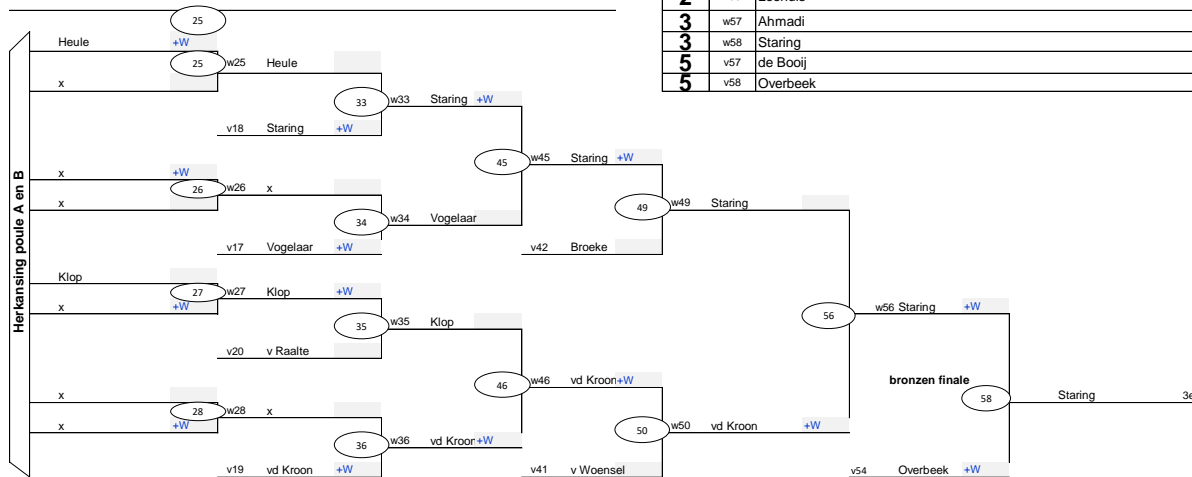 3 w57 Ahmadi
25
Heule +W
3 w58 Staring
25 w25 Heule
5 v57 de Booij
x
5 v58 Overbeek
33 w33 Staring +W
v18 Staring +W
45 w45 Staring +W
x +W
26 w26 x
x
49 w49 Staring
34 w34 Vogelaar
v17 Vogelaar +W
v42 Broeke
Herkansing poule A en B
Klop
27 w27 Klop +W
x +W
w56 Staring +W
56
35 w35 Klop
v20 v Raalte
bronzen finale
46 w46 vd Kroon +W
x
58 Staring
28 w28 x
x +W
50 w50 vd Kroon +W
36 w36 vd Kroon +W
v19 vd Kroon +W
v41 v Woensel
v54 Overbeek +W